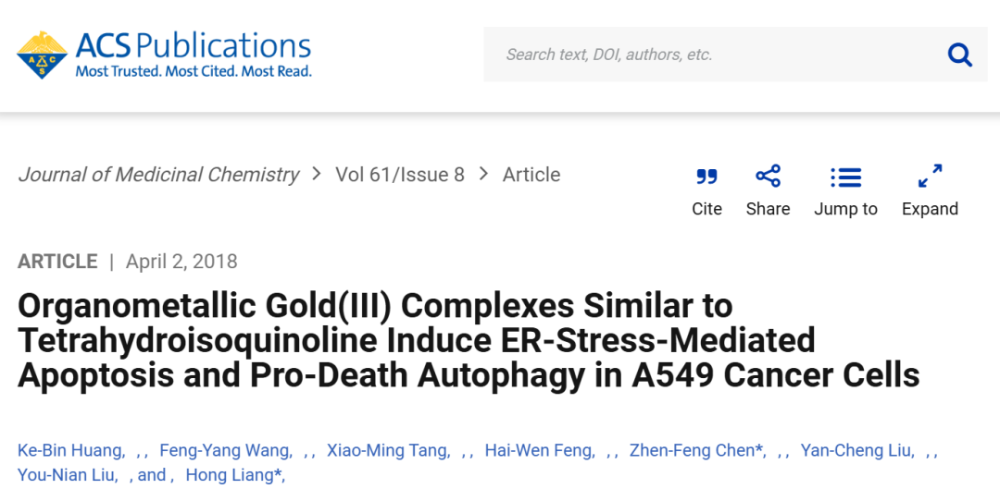 ACS Publications
Most Trusted. Most Cited. Most Read.
A C S
Search text, DOI, authors, etc.
Journal of Medicinal Chemistry > Vol 61/Issue 8 > Article
Cite Share Jump to Expand
ARTICLE | April 2, 2018
Organometallic Gold(III) Complexes Similar to
Tetrahydroisoquinoline Induce ER-Stress-Mediated
Apoptosis and Pro-Death Autophagy in A549 Cancer Cells
Ke-Bin Huang, , , Feng-Yang Wang, , , Xiao-Ming Tang, , , Hai-Wen Feng, , , Zhen-Feng Chen*, , , Yan-Cheng Liu, , ,
You-Nian Liu, , and , Hong Liang*,